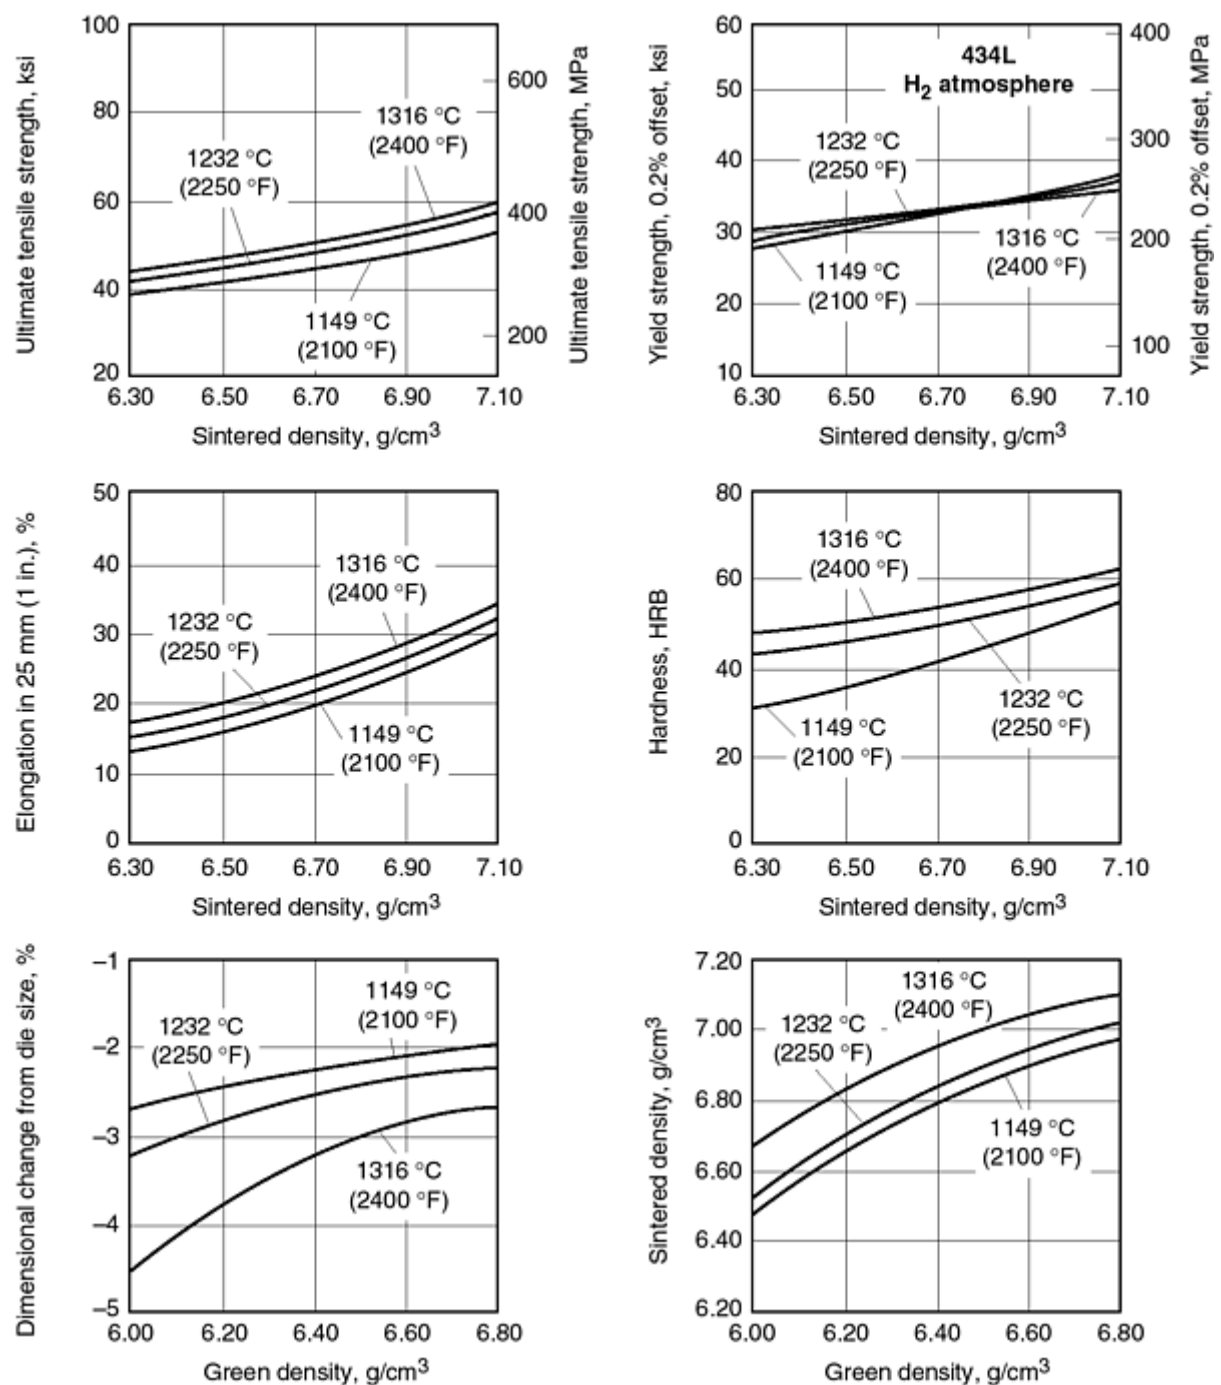 Ultimate tensile strength, ksi
100
80
60
40
20
1316 °C
(2400 °F)
1232 °C
(2250 °F)
1149 °C
(2100 °F)
600
400
200
Ultimate tensile strength, MPa
6.30 6.50 6.70 6.90 7.10
Sintered density, g/cm³
Yield strength, 0.2% offset, ksi
60
50
40
30
20
10
434L
H₂ atmosphere
1232 °C
(2250 °F)
1316 °C
(2400 °F)
1149 °C
(2100 °F)
400
300
200
100
Yield strength, 0.2% offset, MPa
6.30 6.50 6.70 6.90 7.10
Sintered density, g/cm³
Elongation in 25 mm (1 in.), %
50
40
30
20
10
0
1316 °C
(2400 °F)
1232 °C
(2250 °F)
1149 °C
(2100 °F)
6.30 6.50 6.70 6.90 7.10
Sintered density, g/cm³
Hardness, HRB
80
60
40
20
0
1316 °C
(2400 °F)
1232 °C
(2250 °F)
1149 °C
(2100 °F)
6.30 6.50 6.70 6.90 7.10
Sintered density, g/cm³
Dimensional change from die size, %
–1
–2
–3
–4
–5
1149 °C
(2100 °F)
1232 °C
(2250 °F)
1316 °C
(2400 °F)
6.00 6.20 6.40 6.60 6.80
Green density, g/cm³
Sintered density, g/cm³
7.20
7.00
6.80
6.60
6.40
6.20
1316 °C
(2400 °F)
1232 °C
(2250 °F)
1149 °C
(2100 °F)
6.00 6.20 6.40 6.60 6.80
Green density, g/cm³